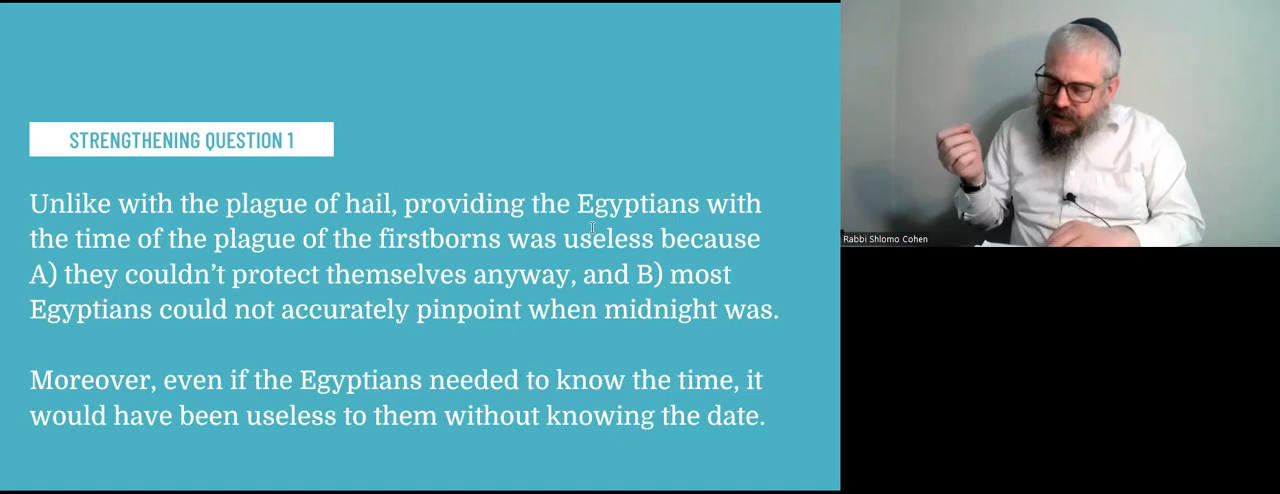 STRENGTHENING QUESTION 1
Unlike with the plague of hail, providing the Egyptians with
the time of the plague of the firstborns was useless because
A) they couldn’t protect themselves anyway, and B) most
Egyptians could not accurately pinpoint when midnight was.
Moreover, even if the Egyptians needed to know the time, it
would have been useless to them without knowing the date.
Rabbi Shlomo Cohen